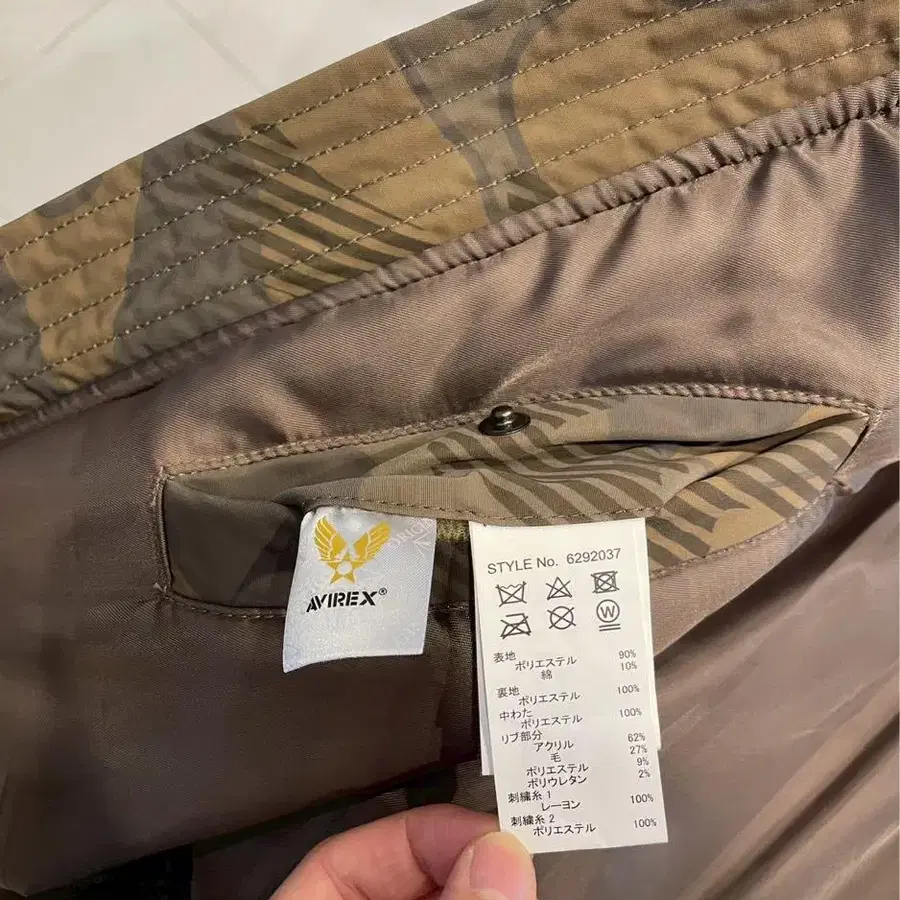 AVIREX®
STYLE No. 6292037
W
表地
ポリエステル 90%
綿 10%
裏地
ポリエステル 100%
中わた
ポリエステル 100%
リブ部分
アクリル 62%
毛 27%
ポリエステル 9%
ポリウレタン 2%
刺繍糸 1
レーヨン 100%
刺繍糸 2
ポリエステル 100%